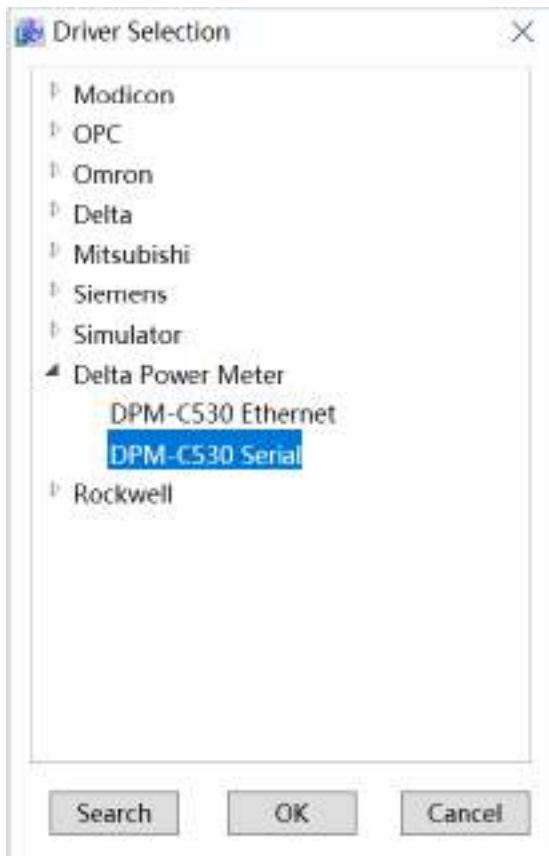 Driver Selection
Modicon
OPC
Omron
Delta
Mitsubishi
Siemens
Simulator
Delta Power Meter
DPM-C530 Ethernet
DPM-C530 Serial
Rockwell
Search OK Cancel